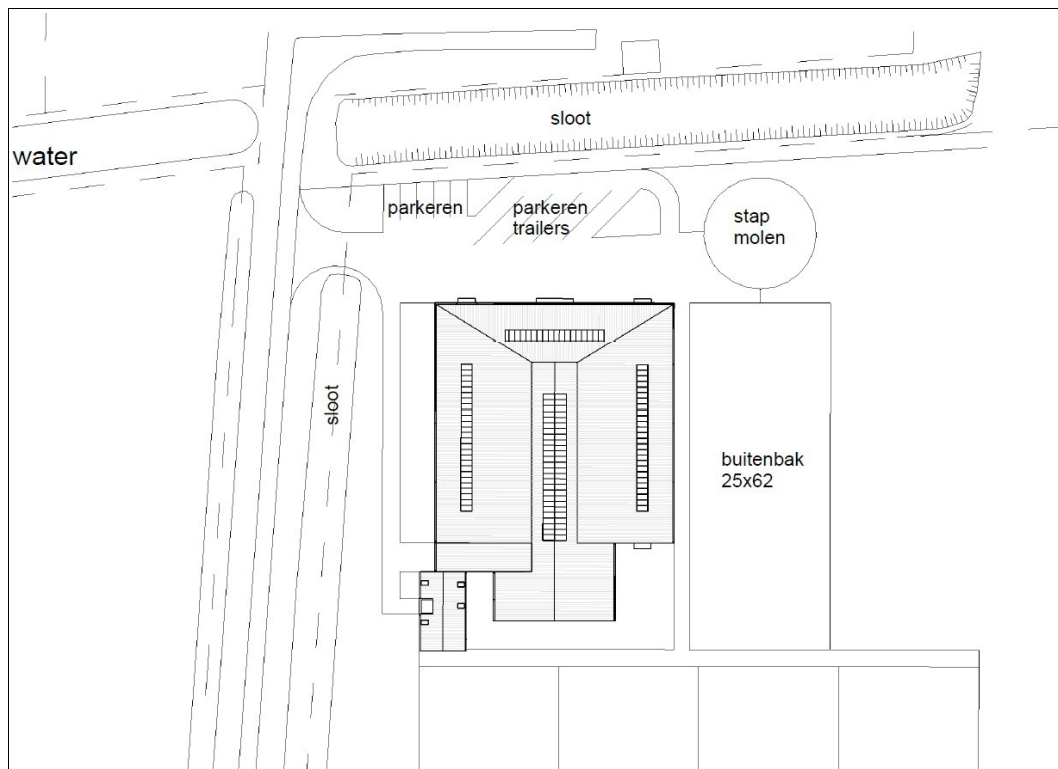 sloot
water
parkeren
parkeren
trailers
stap
molen
sloot
buitenbak
25x62